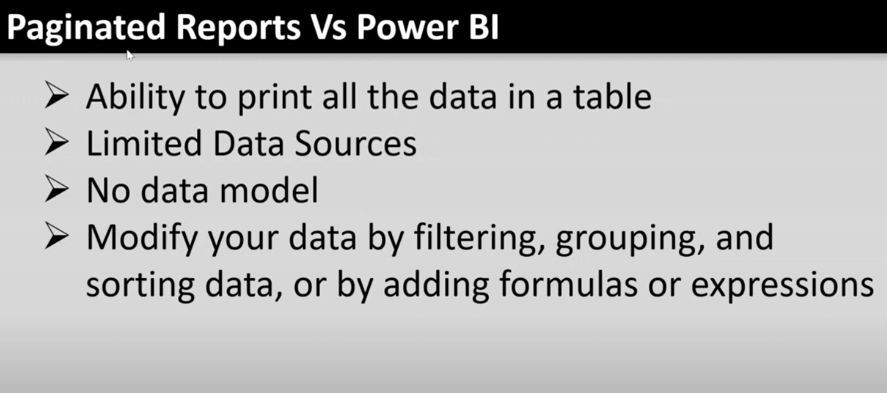 Paginated Reports Vs Power BI
➢ Ability to print all the data in a table
➢ Limited Data Sources
➢ No data model
➢ Modify your data by filtering, grouping, and
sorting data, or by adding formulas or expressions